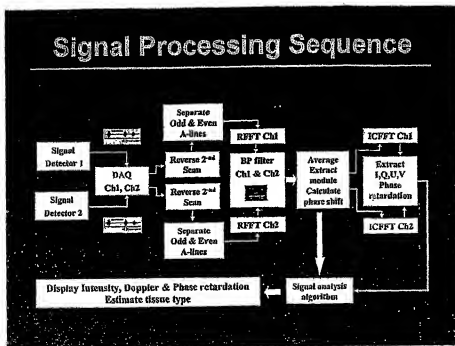 Signal Processing Sequence
Separate
Odd & Even
A-lines
RFFT Ch1
ICFFT Ch1
Signal
Detector 1
DAQ
Ch1, Ch2
Reverse 2nd
Scan
BP filter
Ch1 & Ch2
Average
Extract
module
Calculate
phase shift
Extract
I,Q,U,V
Phase
retardation
Signal
Detector 2
Reverse 2nd
Scan
Separate
Odd & Even
A-lines
RFFT Ch2
ICFFT Ch2
Display Intensity, Doppler & Phase retardation
Estimate tissue type
Signal analysis
algorithm